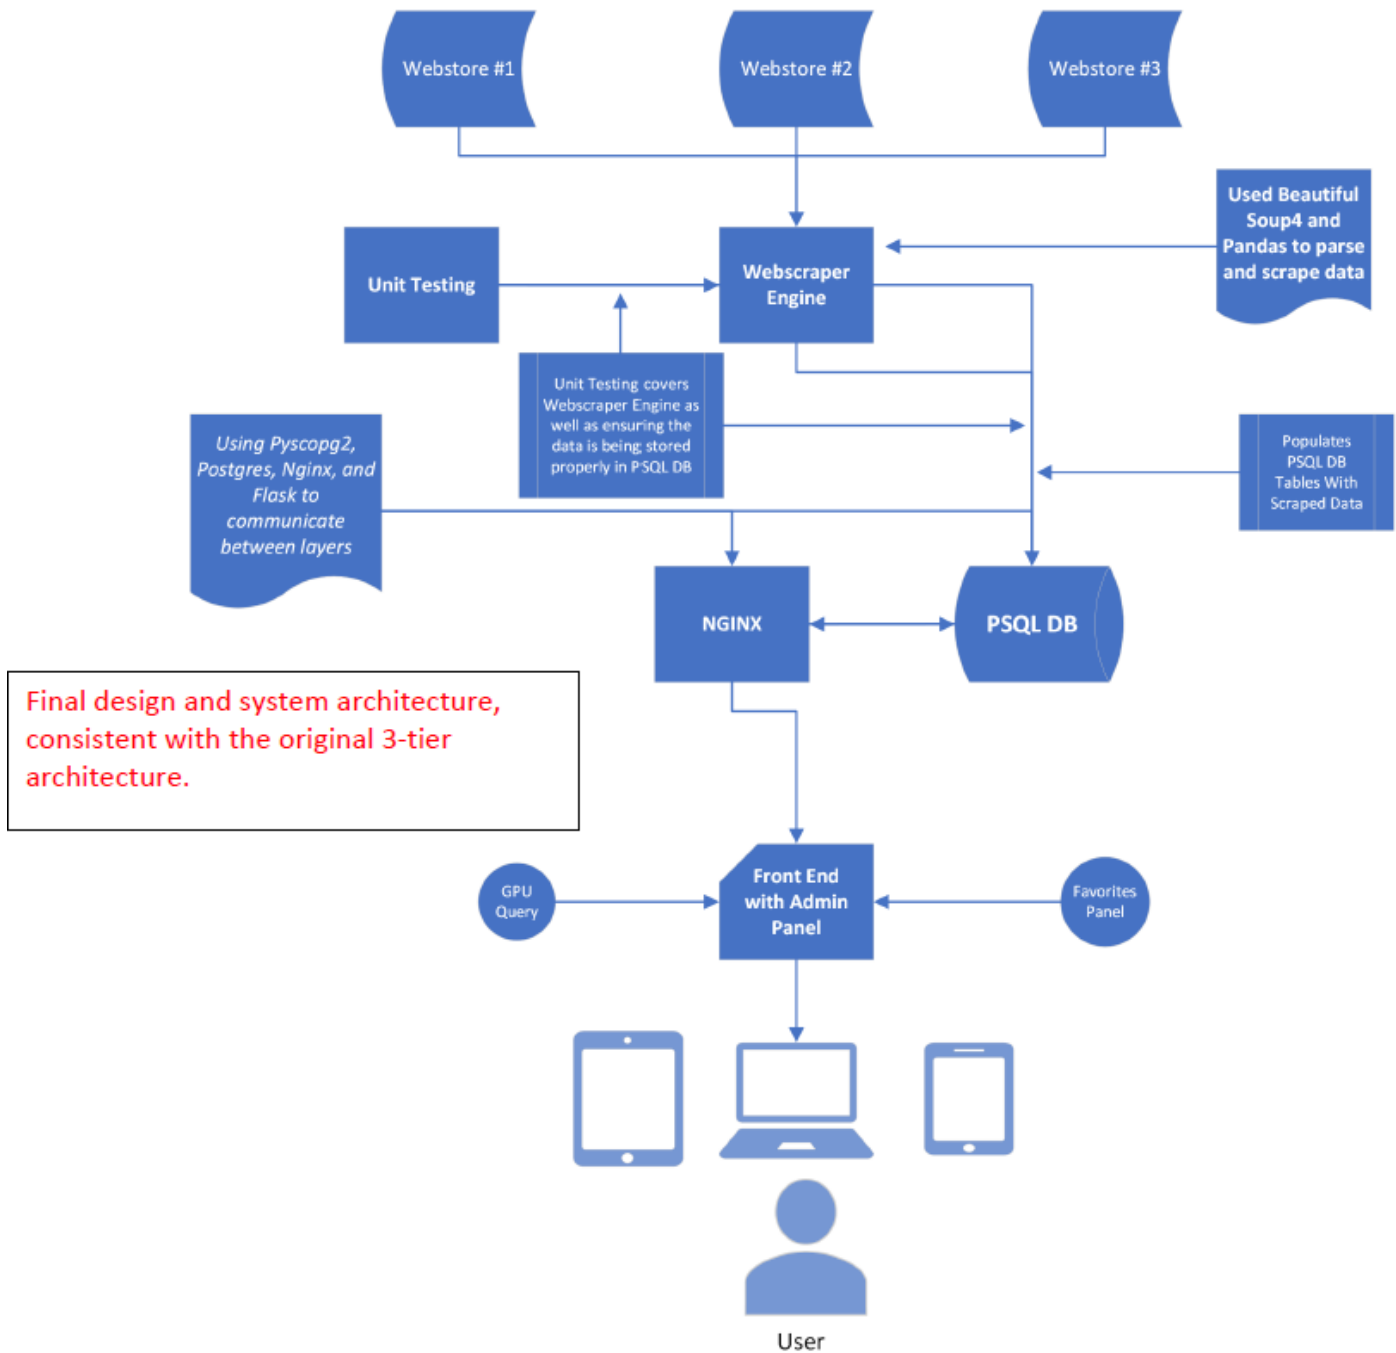 Webstore #1
Webstore #2
Webstore #3
Used Beautiful
Soup4 and
Pandas to parse
and scrape data
Unit Testing
Webscraper
Engine
Unit Testing covers
Webscraper Engine as
well as ensuring the
data is being stored
properly in PSQL DB
Using Pyscopg2,
Postgres, Nginx, and
Flask to
communicate
between layers
Populates
PSQL DB
Tables With
Scraped Data
NGINX
PSQL DB
Final design and system architecture,
consistent with the original 3-tier
architecture.
GPU
Query
Front End
with Admin
Panel
Favorites
Panel
User